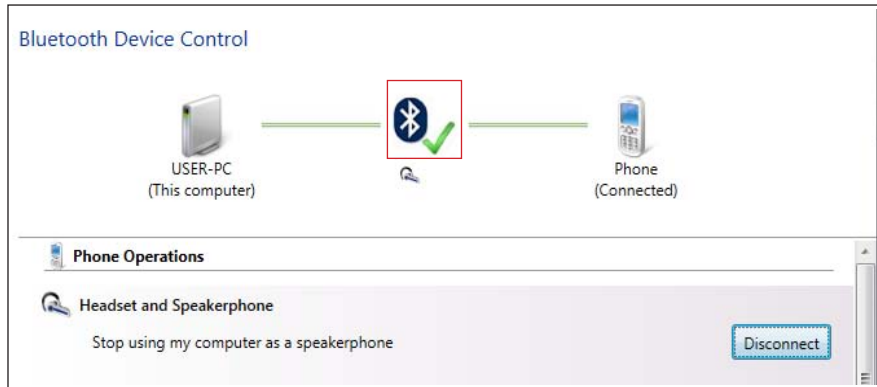 Bluetooth Device Control
USER-PC
(This computer)
Phone
(Connected)
Phone Operations
Headset and Speakerphone
Stop using my computer as a speakerphone
Disconnect